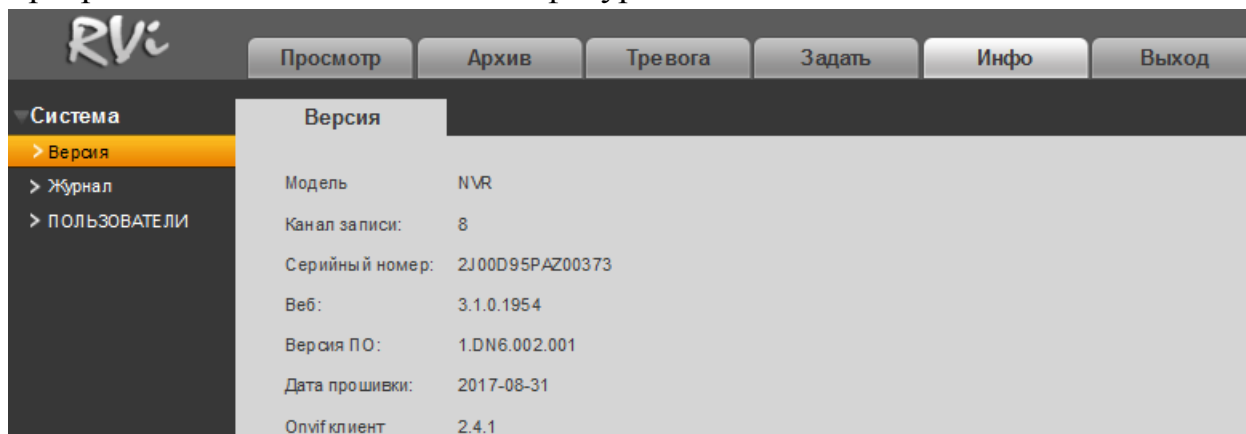 RVi
Просмотр Архив Тревога Задать Инфо Выход
Система
Версия
Журнал
ПОЛЬЗОВАТЕЛИ
Версия
Модель NVR
Канал записи: 8
Серийный номер: 2J00D95PAZ00373
Веб: 3.1.0.1954
Версия ПО: 1.DN6.002.001
Дата прошивки: 2017-08-31
Onvif клиент 2.4.1